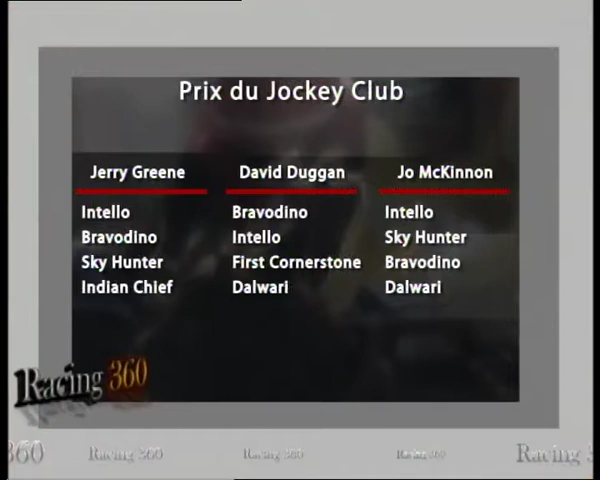 Prix du Jockey Club
Jerry Greene David Duggan Jo McKinnon
Intello Bravodino Intello
Bravodino Intello Sky Hunter
Sky Hunter First Cornerstone Bravodino
Indian Chief Dalwari Dalwari
Racing 360
360 Racing 360 Racing 360 Racing 360 Racing 3